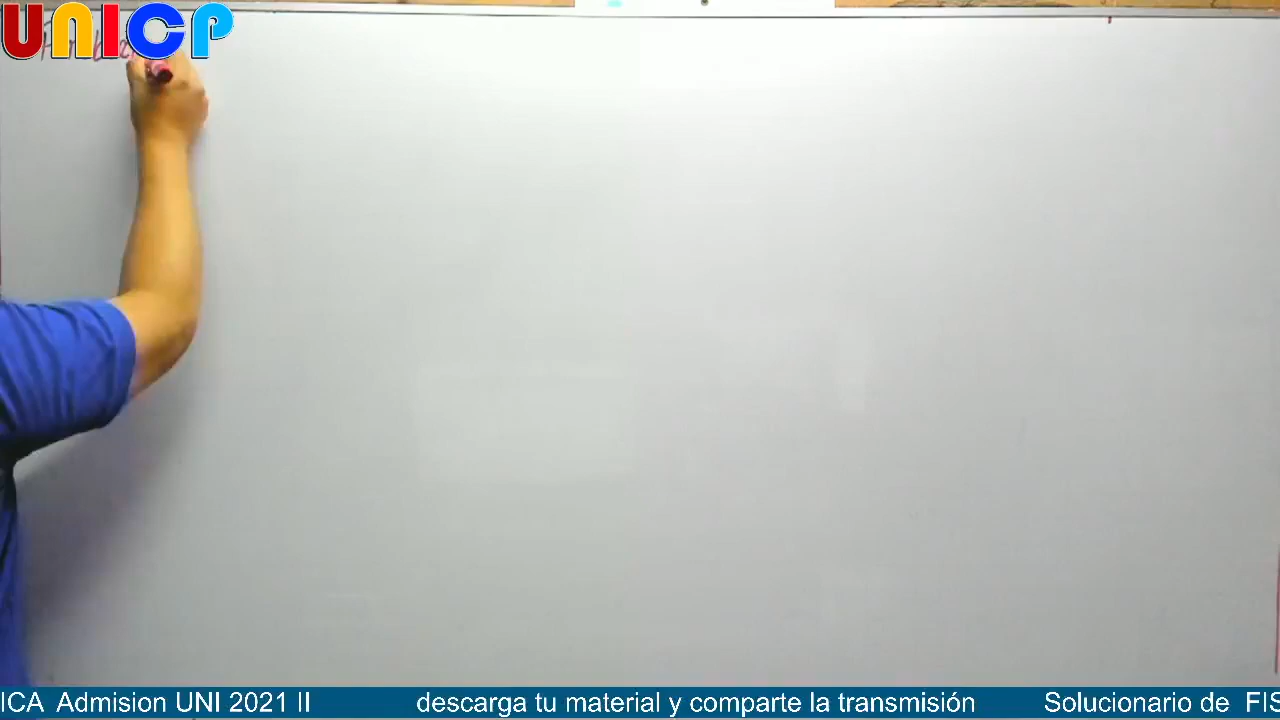 UNICP
ICA Admision UNI 2021 II descarga tu material y comparte la transmisión Solucionario de FIS